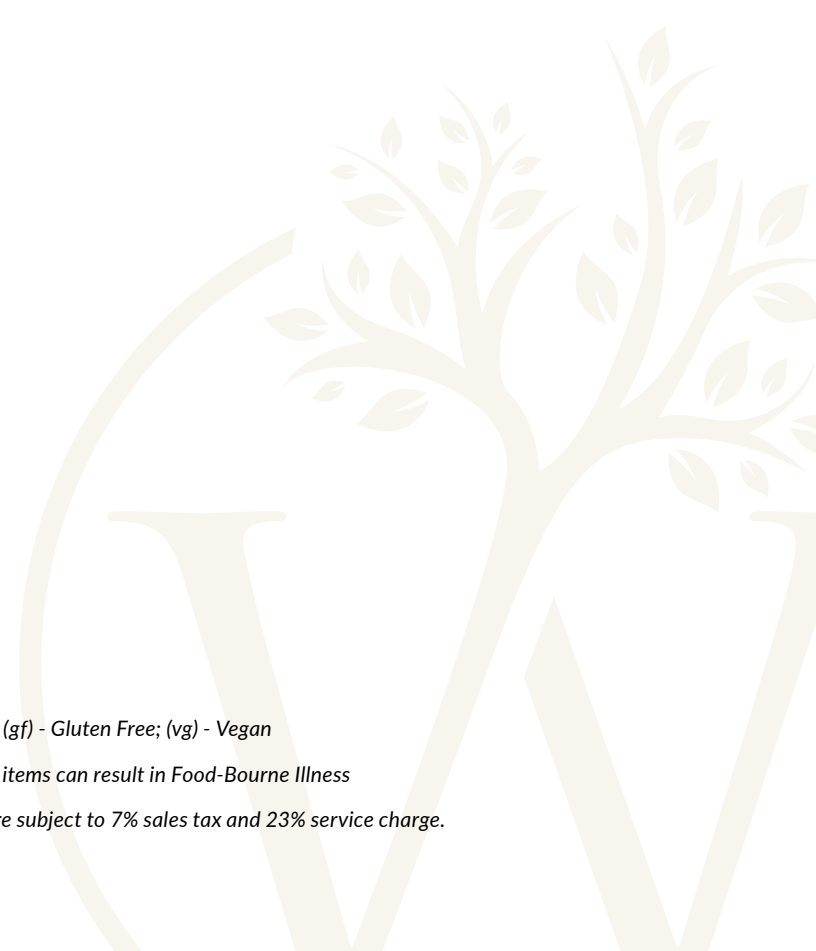 (gf) - Gluten Free; (vg) - Vegan
items can result in Food-Bourne Illness
subject to 7% sales tax and 23% service charge.